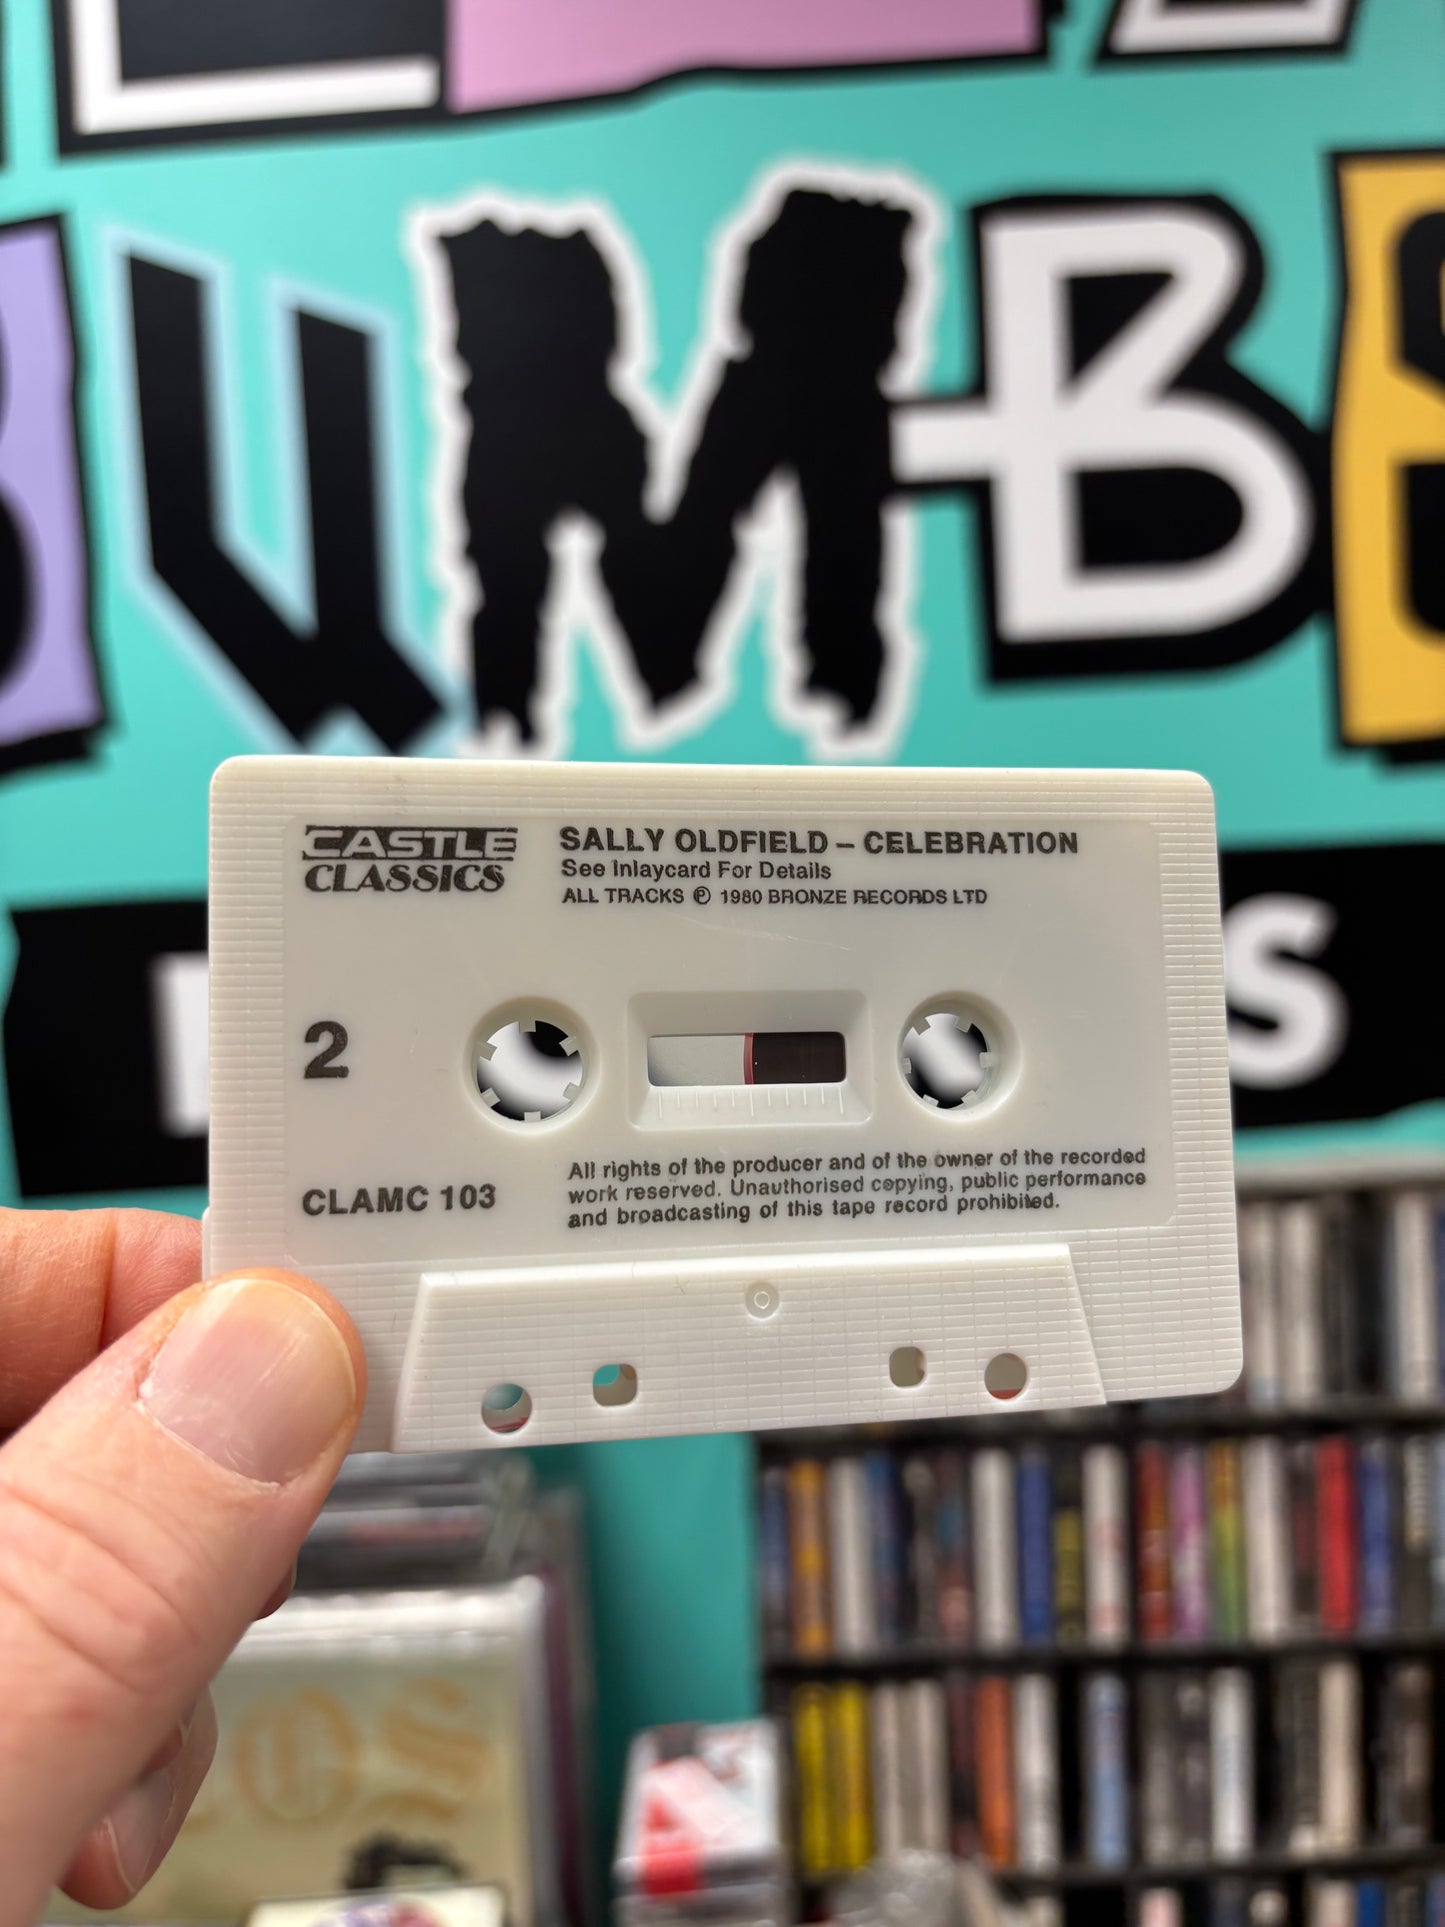 UMBS
S
CASTLE
CLASSICS
SALLY OLDFIELD – CELEBRATION
See Inlaycard For Details
ALL TRACKS ℗ 1980 BRONZE RECORDS LTD
2
CLAMC 103
All rights of the producer and of the owner of the recorded
work reserved. Unauthorised copying, public performance
and broadcasting of this tape record prohibited.